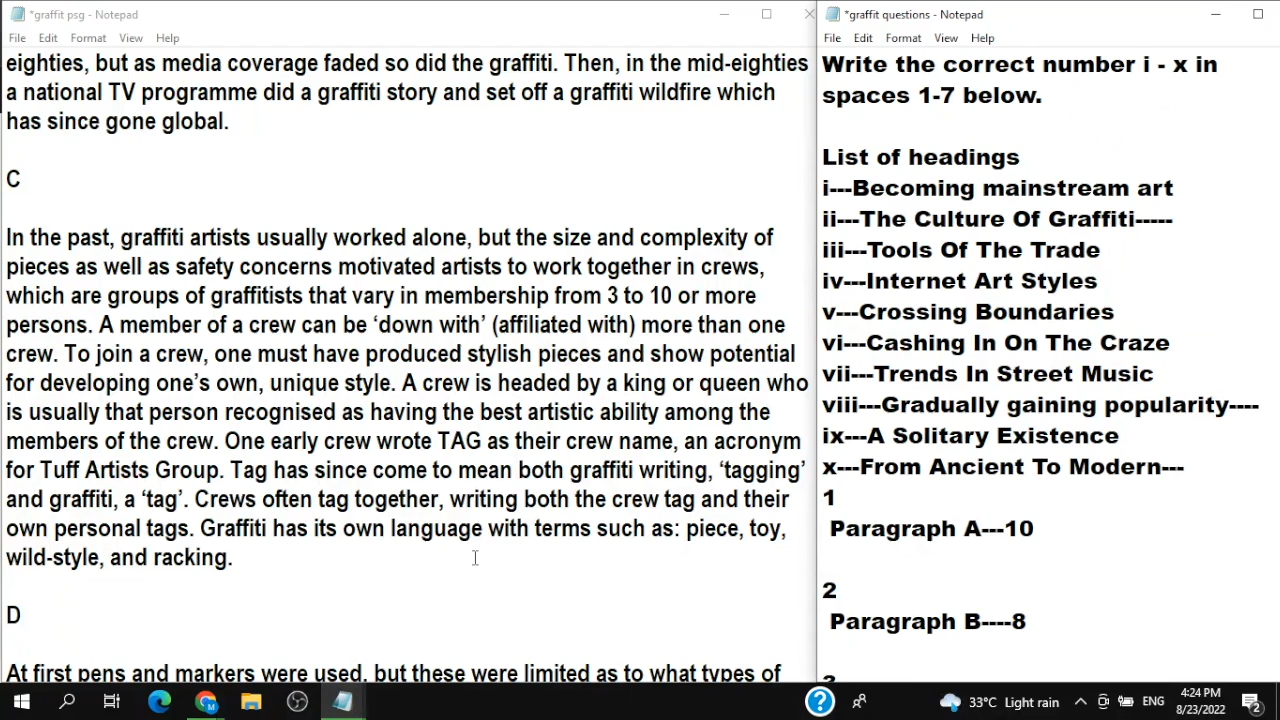 *graffit psg - Notepad
File Edit Format View Help
eighties, but as media coverage faded so did the graffiti. Then, in the mid-eighties
a national TV programme did a graffiti story and set off a graffiti wildfire which
has since gone global.
C
In the past, graffiti artists usually worked alone, but the size and complexity of
pieces as well as safety concerns motivated artists to work together in crews,
which are groups of graffitists that vary in membership from 3 to 10 or more
persons. A member of a crew can be ‘down with’ (affiliated with) more than one
crew. To join a crew, one must have produced stylish pieces and show potential
for developing one’s own, unique style. A crew is headed by a king or queen who
is usually that person recognised as having the best artistic ability among the
members of the crew. One early crew wrote TAG as their crew name, an acronym
for Tuff Artists Group. Tag has since come to mean both graffiti writing, ‘tagging’
and graffiti, a ‘tag’. Crews often tag together, writing both the crew tag and their
own personal tags. Graffiti has its own language with terms such as: piece, toy,
wild-style, and racking.
D
At first pens and markers were used, but these were limited as to what types of
*graffit questions - Notepad
File Edit Format View Help
Write the correct number i - x in
spaces 1-7 below.
List of headings
i---Becoming mainstream art
ii---The Culture Of Graffiti-----
iii---Tools Of The Trade
iv---Internet Art Styles
v---Crossing Boundaries
vi---Cashing In On The Craze
vii---Trends In Street Music
viii---Gradually gaining popularity----
ix---A Solitary Existence
x---From Ancient To Modern---
1
Paragraph A---10
2
Paragraph B----8
33°C Light rain
ENG
4:24 PM
8/23/2022
2